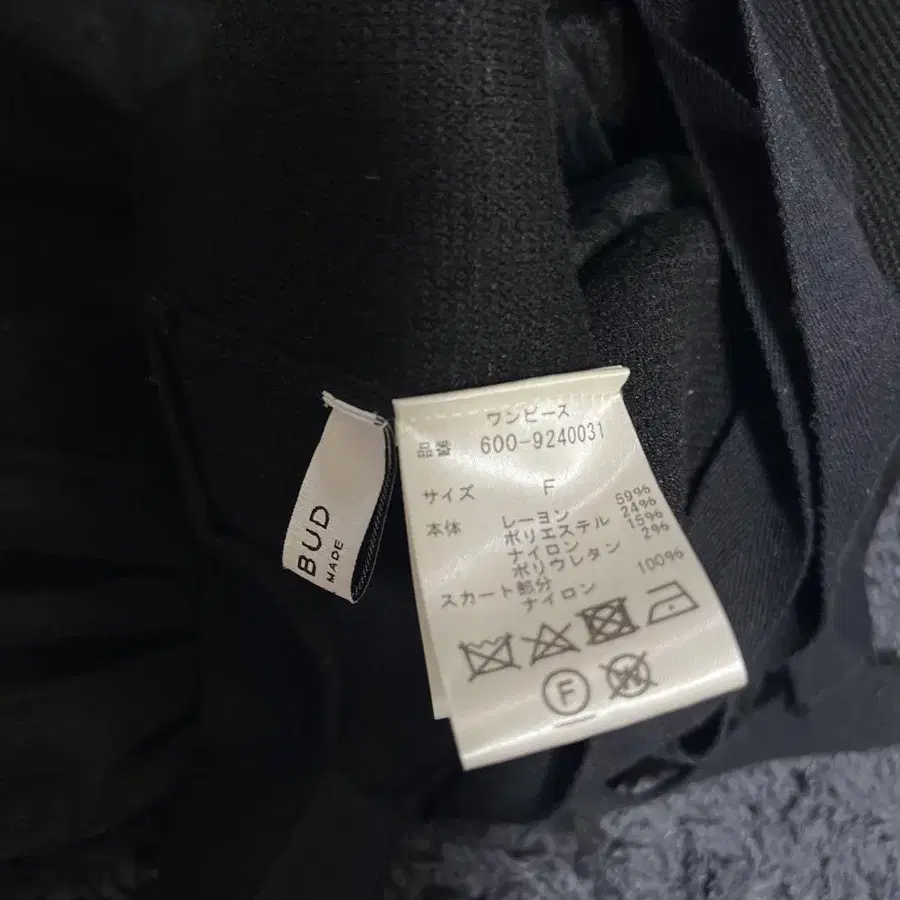 BUD
MADE
ワンピース
品番 600-9240031
サイズ F
本体 レーヨン 59%
ポリエステル 24%
ナイロン 15%
ポリウレタン 2%
スカート部分
ナイロン 100%
F
W